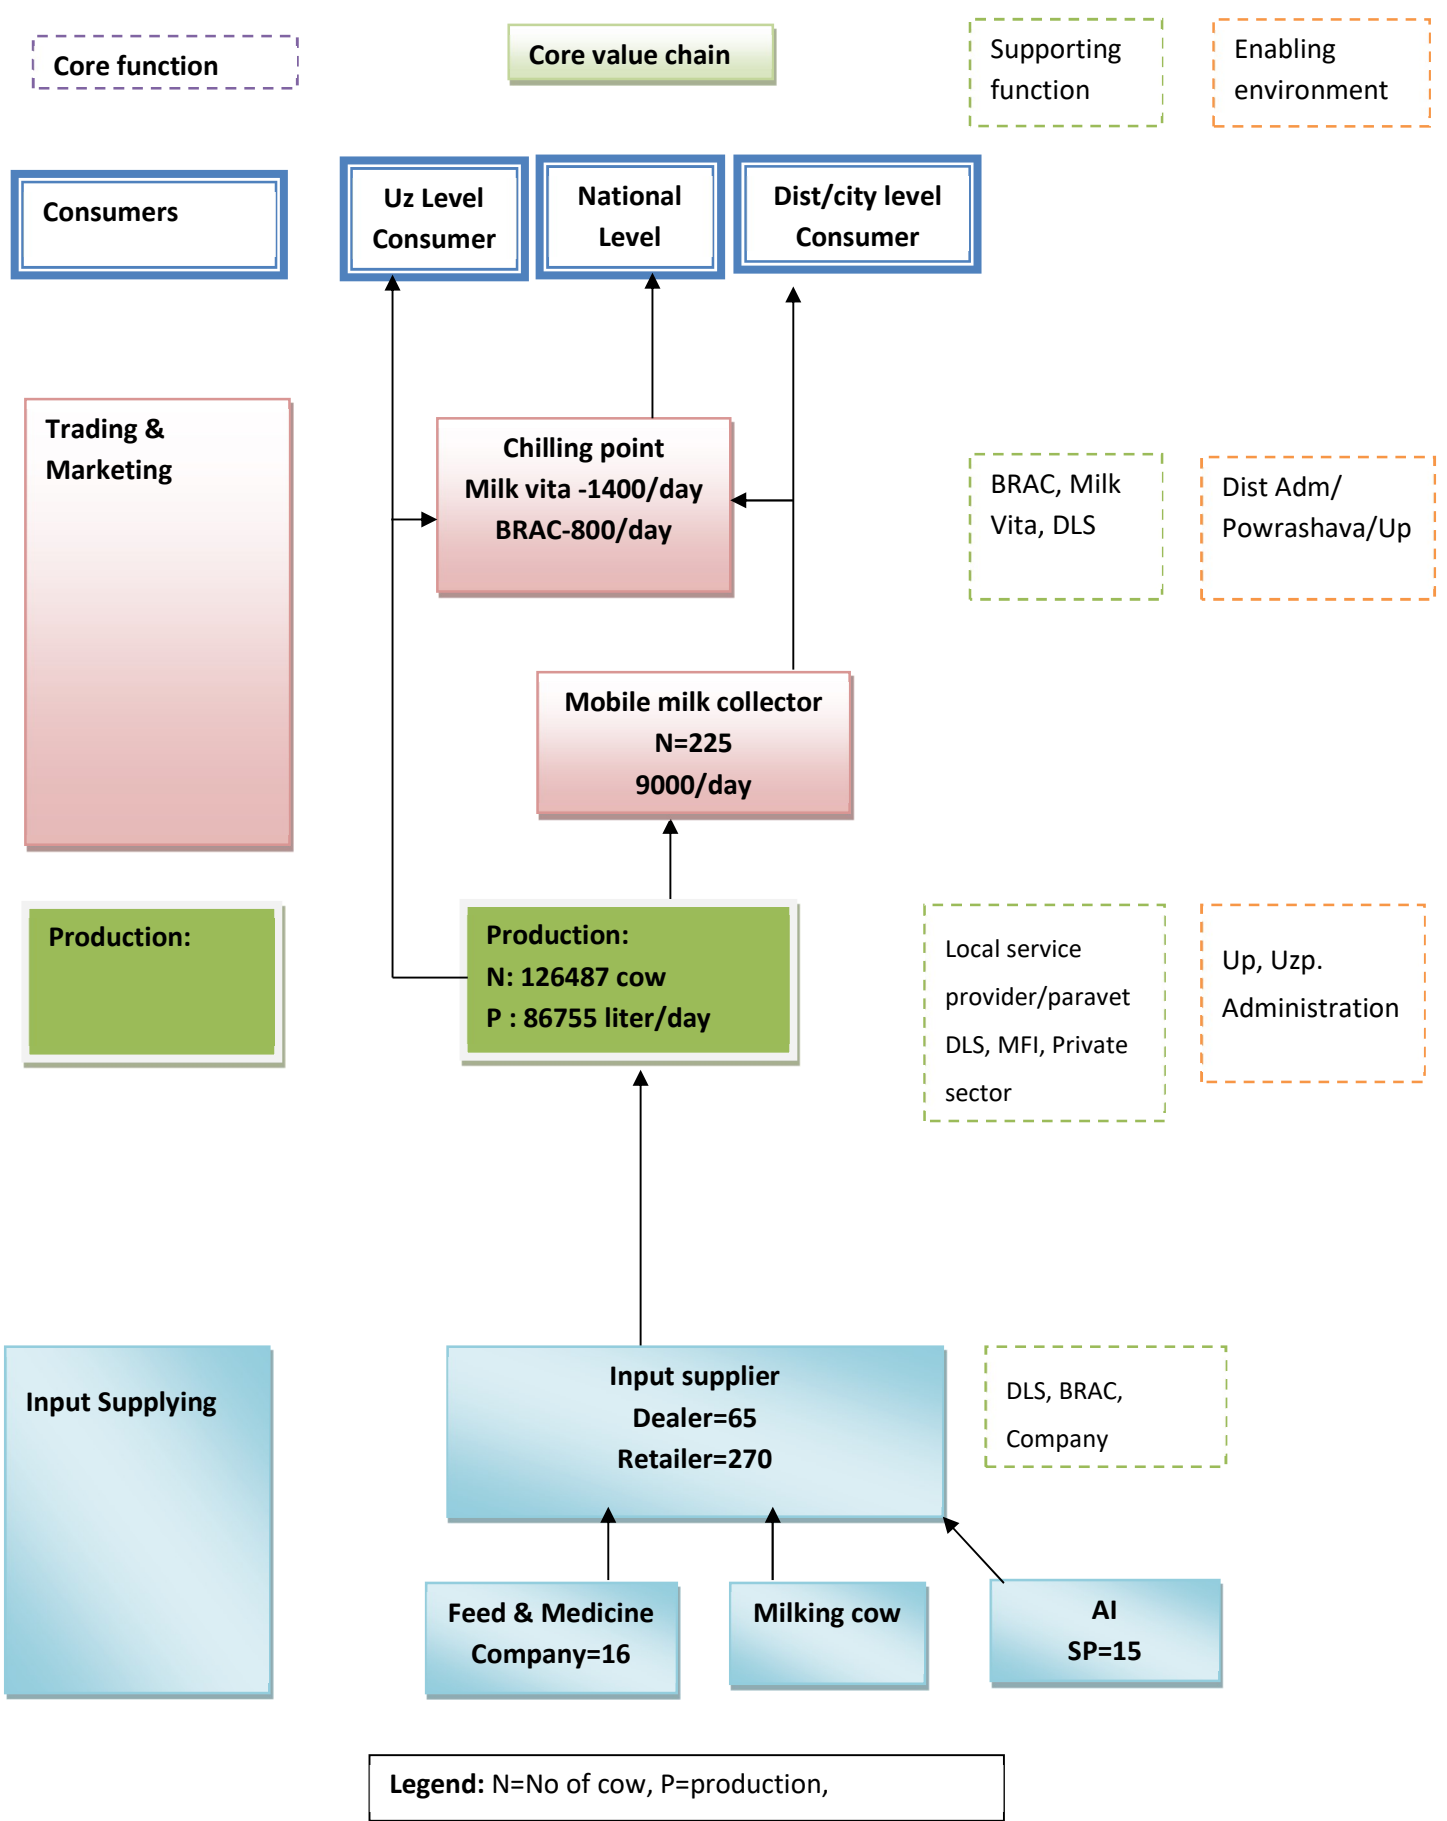 Core function
Core value chain
Supporting
function
Enabling
environment
Consumers
Uz Level
Consumer
National
Level
Dist/city level
Consumer
Trading &
Marketing
Chilling point
Milk vita -1400/day
BRAC-800/day
BRAC, Milk
Vita, DLS
Dist Adm/
Powrashava/Up
Mobile milk collector
N=225
9000/day
Production:
Production:
N: 126487 cow
P : 86755 liter/day
Local service
provider/paravet
DLS, MFI, Private
sector
Up, Uzp.
Administration
Input Supplying
Input supplier
Dealer=65
Retailer=270
DLS, BRAC,
Company
Feed & Medicine
Company=16
Milking cow
AI
SP=15
Legend: N=No of cow, P=production,